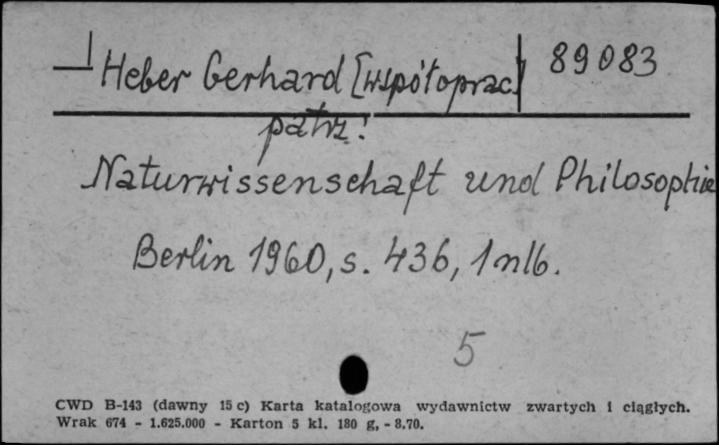 Heber Gerhard [współoprac.] 89083
patrz:
Naturwissenschaft und Philosophie
Berlin 1960, s. 436, 1 nlb.
5
CWD B-143 (dawny 15 c) Karta katalogowa wydawnictw zwartych i ciągłych.
Wrak 674 - 1.625.000 - Karton 5 kl. 180 g, - 8.70.